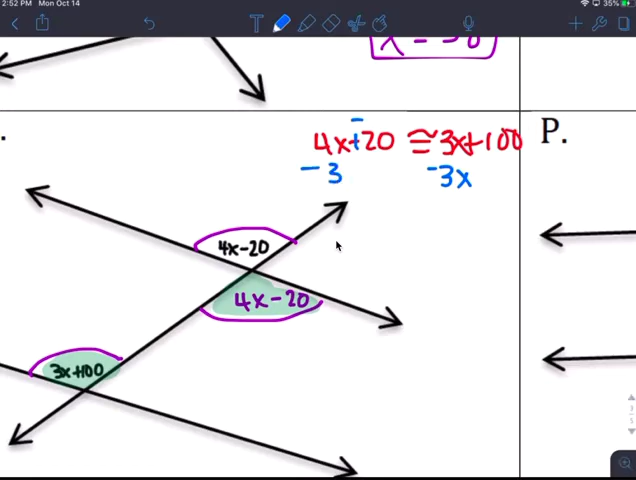 2:52 PM Mon Oct 14
35%
4x+20 ≅ 3x+100
P.
-
- 3
-3x
4x-20
4x-20
3x+100